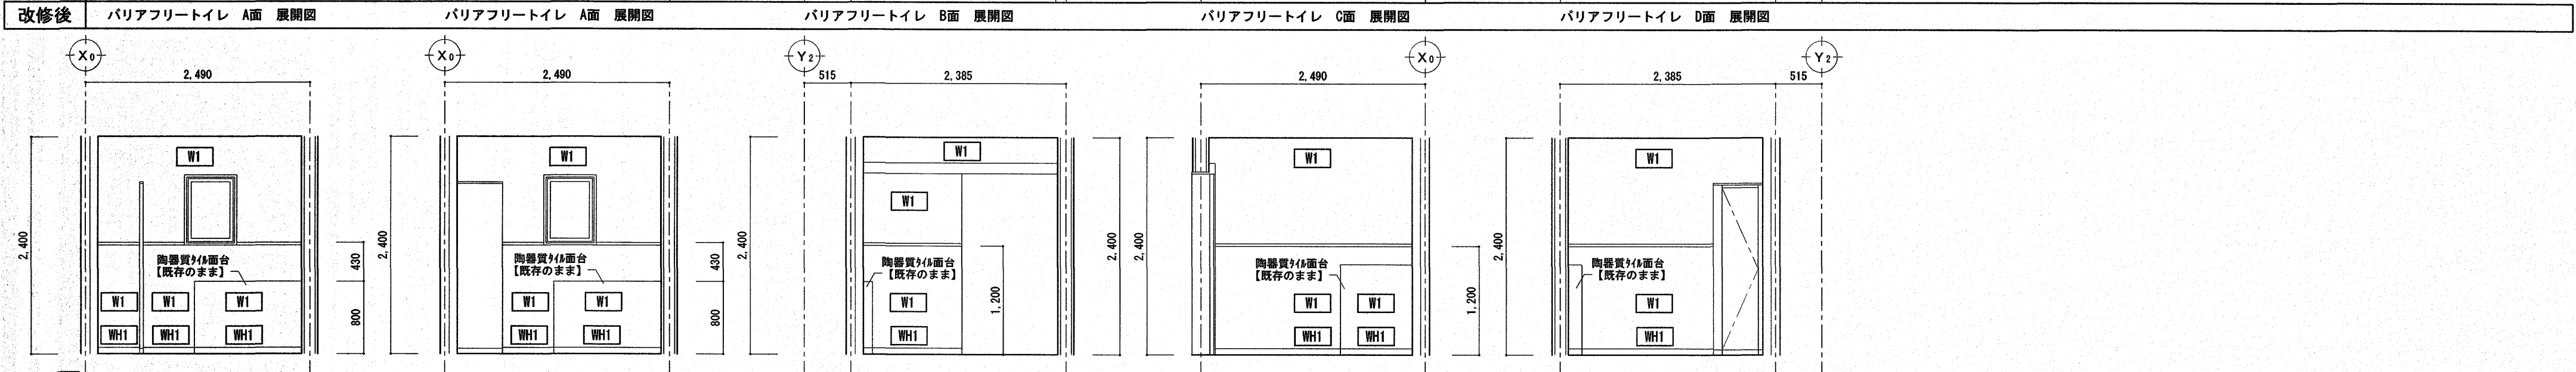 改修後
バリアフリートイレ A面 展開図
バリアフリートイレ A面 展開図
バリアフリートイレ B面 展開図
バリアフリートイレ C面 展開図
バリアフリートイレ D面 展開図
X0
2,490
2,400
W1
陶器質ﾀｲﾙ面台
【既存のまま】
W1
W1
W1
WH1
WH1
WH1
430
800
X0
2,490
2,400
W1
陶器質ﾀｲﾙ面台
【既存のまま】
W1
W1
WH1
WH1
430
800
Y2
515
2,385
2,400
W1
W1
陶器質ﾀｲﾙ面台
【既存のまま】
W1
WH1
1,200
2,400
X0
2,490
2,400
W1
陶器質ﾀｲﾙ面台
【既存のまま】
W1
W1
WH1
WH1
1,200
Y2
2,385
515
2,400
W1
陶器質ﾀｲﾙ面台
【既存のまま】
W1
WH1